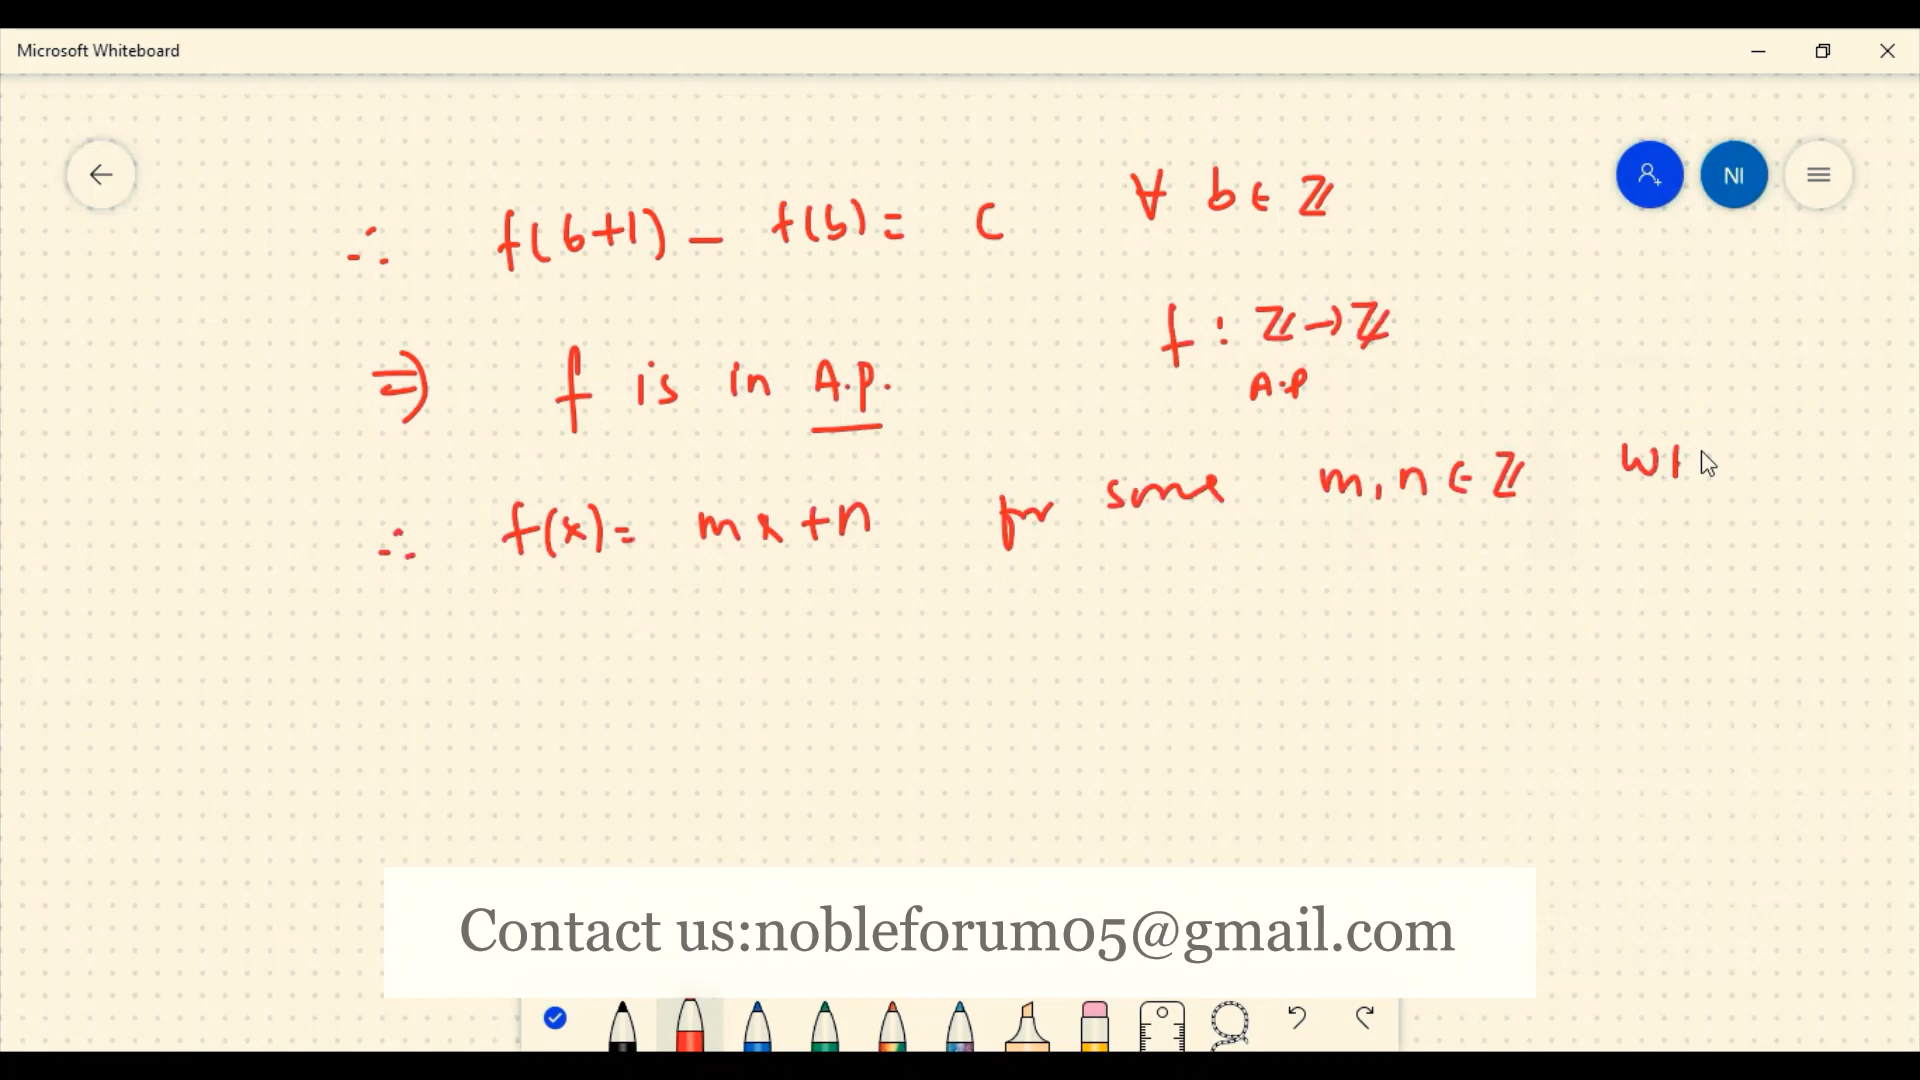 Microsoft Whiteboard
NI
∴ f(b+1) - f(b) = c ∀ b ∈ ℤ
f : ℤ → ℤ
⇒ f is in A.P. A.P
∴ f(x) = mx + n for some m, n ∈ ℤ
Contact us:nobleforum05@gmail.com